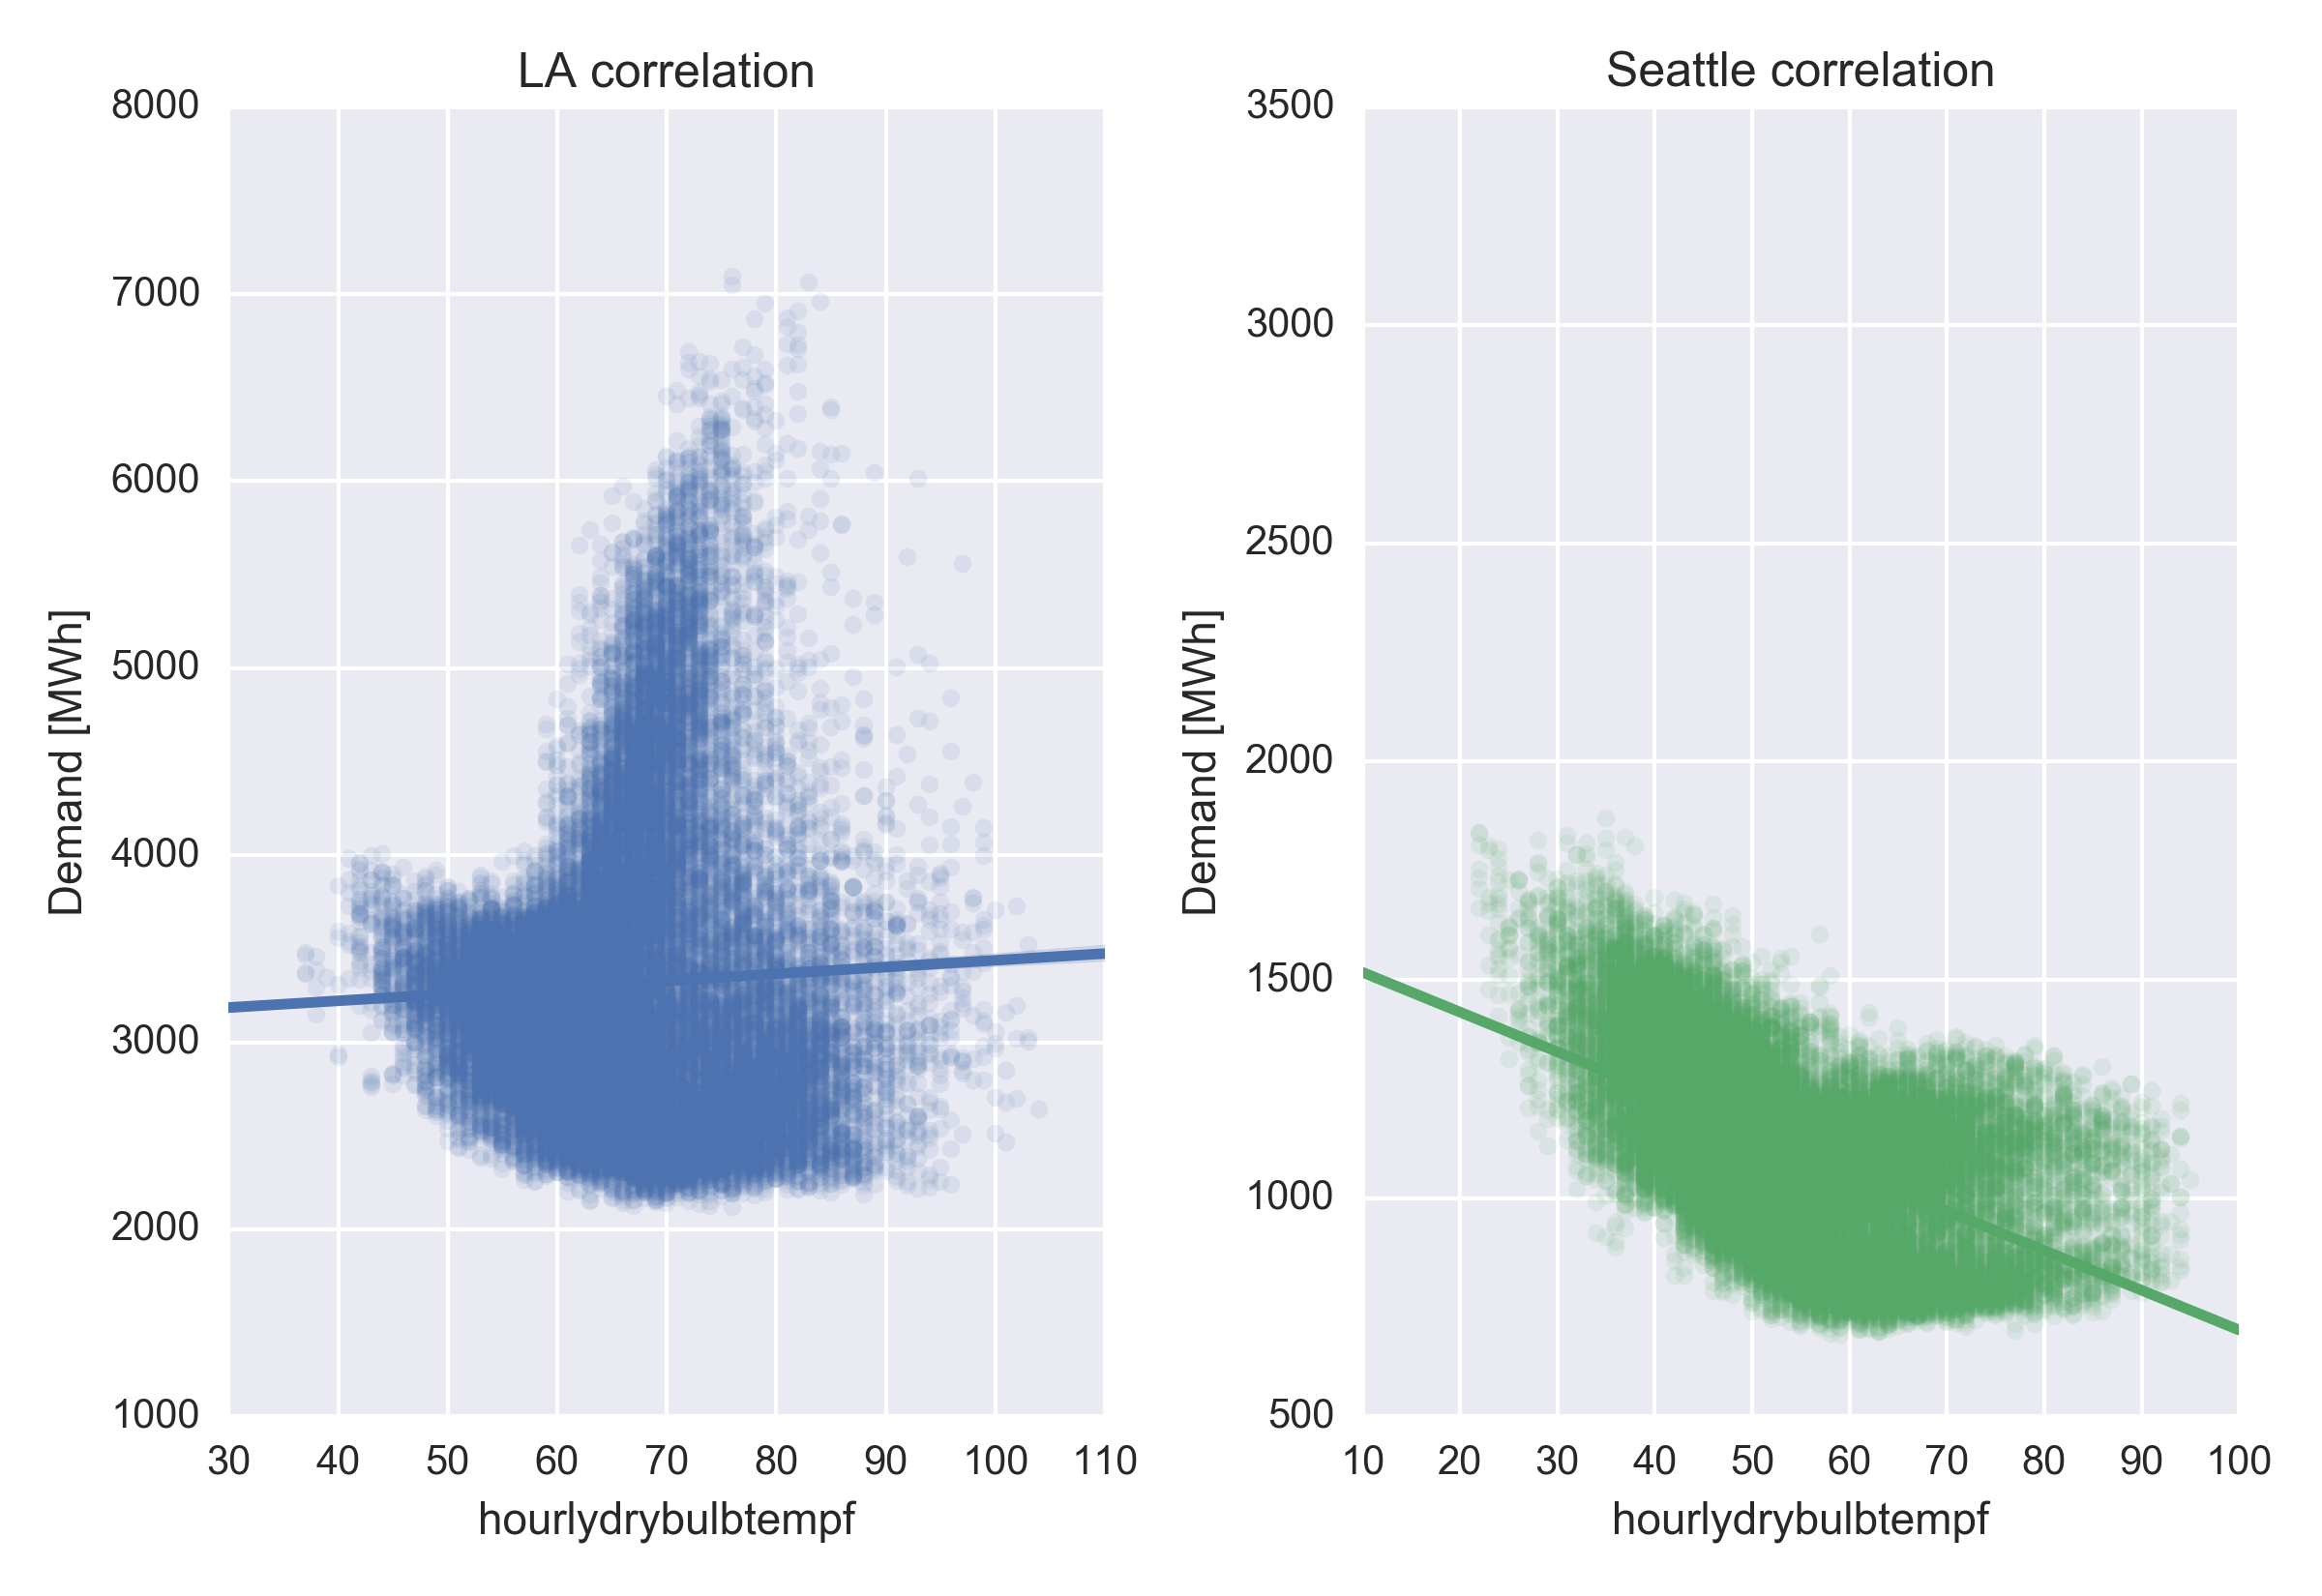 LA correlation
8000
7000
6000
5000
4000
3000
2000
1000
Demand [MWh]
30 40 50 60 70 80 90 100 110
hourlydrybulbtempf
Seattle correlation
3500
3000
2500
2000
1500
1000
500
Demand [MWh]
10 20 30 40 50 60 70 80 90 100
hourlydrybulbtempf